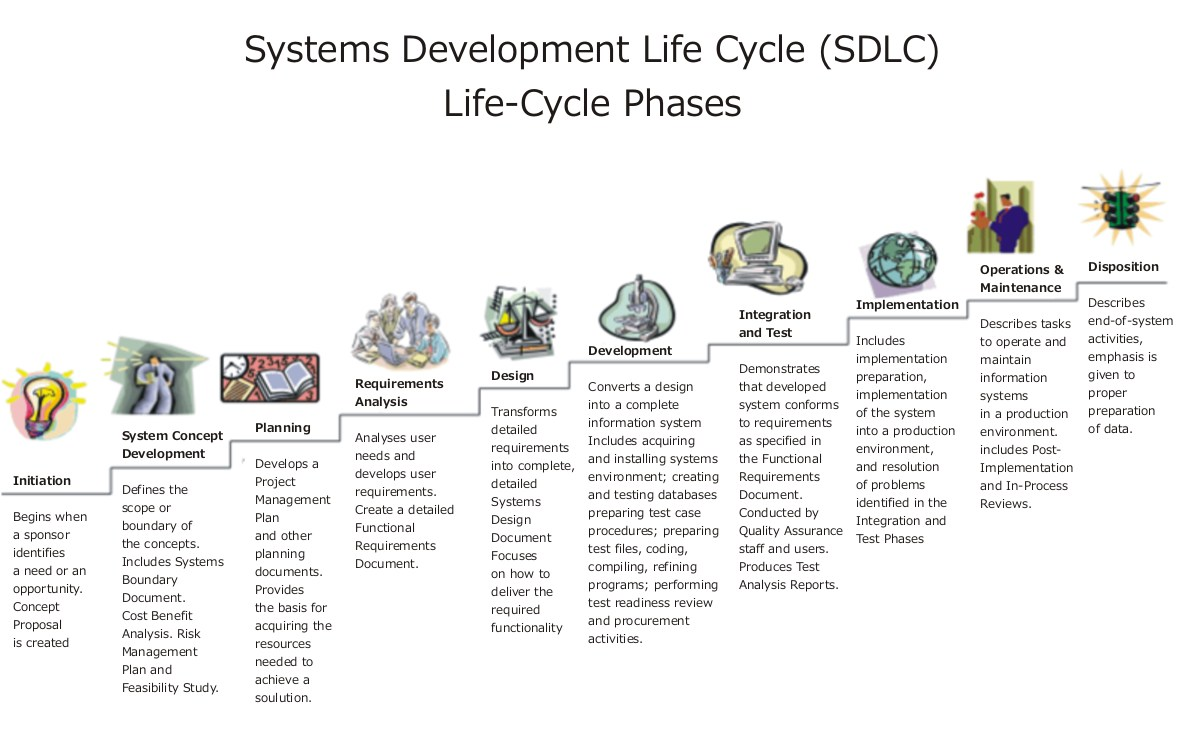 Systems Development Life Cycle (SDLC)
Life-Cycle Phases
Initiation
Begins when
a sponsor
identifies
a need or an
opportunity.
Concept
Proposal
is created
System Concept
Development
Defines the
scope or
boundary of
the concepts.
Includes Systems
Boundary
Document.
Cost Benefit
Analysis. Risk
Management
Plan and
Feasibility Study.
Planning
Develops a
Project
Management
Plan
and other
planning
documents.
Provides
the basis for
acquiring the
resources
needed to
achieve a
soulution.
Requirements
Analysis
Analyses user
needs and
develops user
requirements.
Create a detailed
Functional
Requirements
Document.
Design
Transforms
detailed
requirements
into complete,
detailed
Systems
Design
Document
Focuses
on how to
deliver the
required
functionality
Development
Converts a design
into a complete
information system
Includes acquiring
and installing systems
environment; creating
and testing databases
preparing test case
procedures; preparing
test files, coding,
compiling, refining
programs; performing
test readiness review
and procurement
activities.
Integration
and Test
Demonstrates
that developed
system conforms
to requirements
as specified in
the Functional
Requirements
Document.
Conducted by
Quality Assurance
staff and users.
Produces Test
Analysis Reports.
Implementation
Includes
implementation
preparation,
implementation
of the system
into a production
environment,
and resolution
of problems
identified in the
Integration and
Test Phases
Operations &
Maintenance
Describes tasks
to operate and
maintain
information
systems
in a production
environment.
includes Post-
Implementation
and In-Process
Reviews.
Disposition
Describes
end-of-system
activities,
emphasis is
given to
proper
preparation
of data.